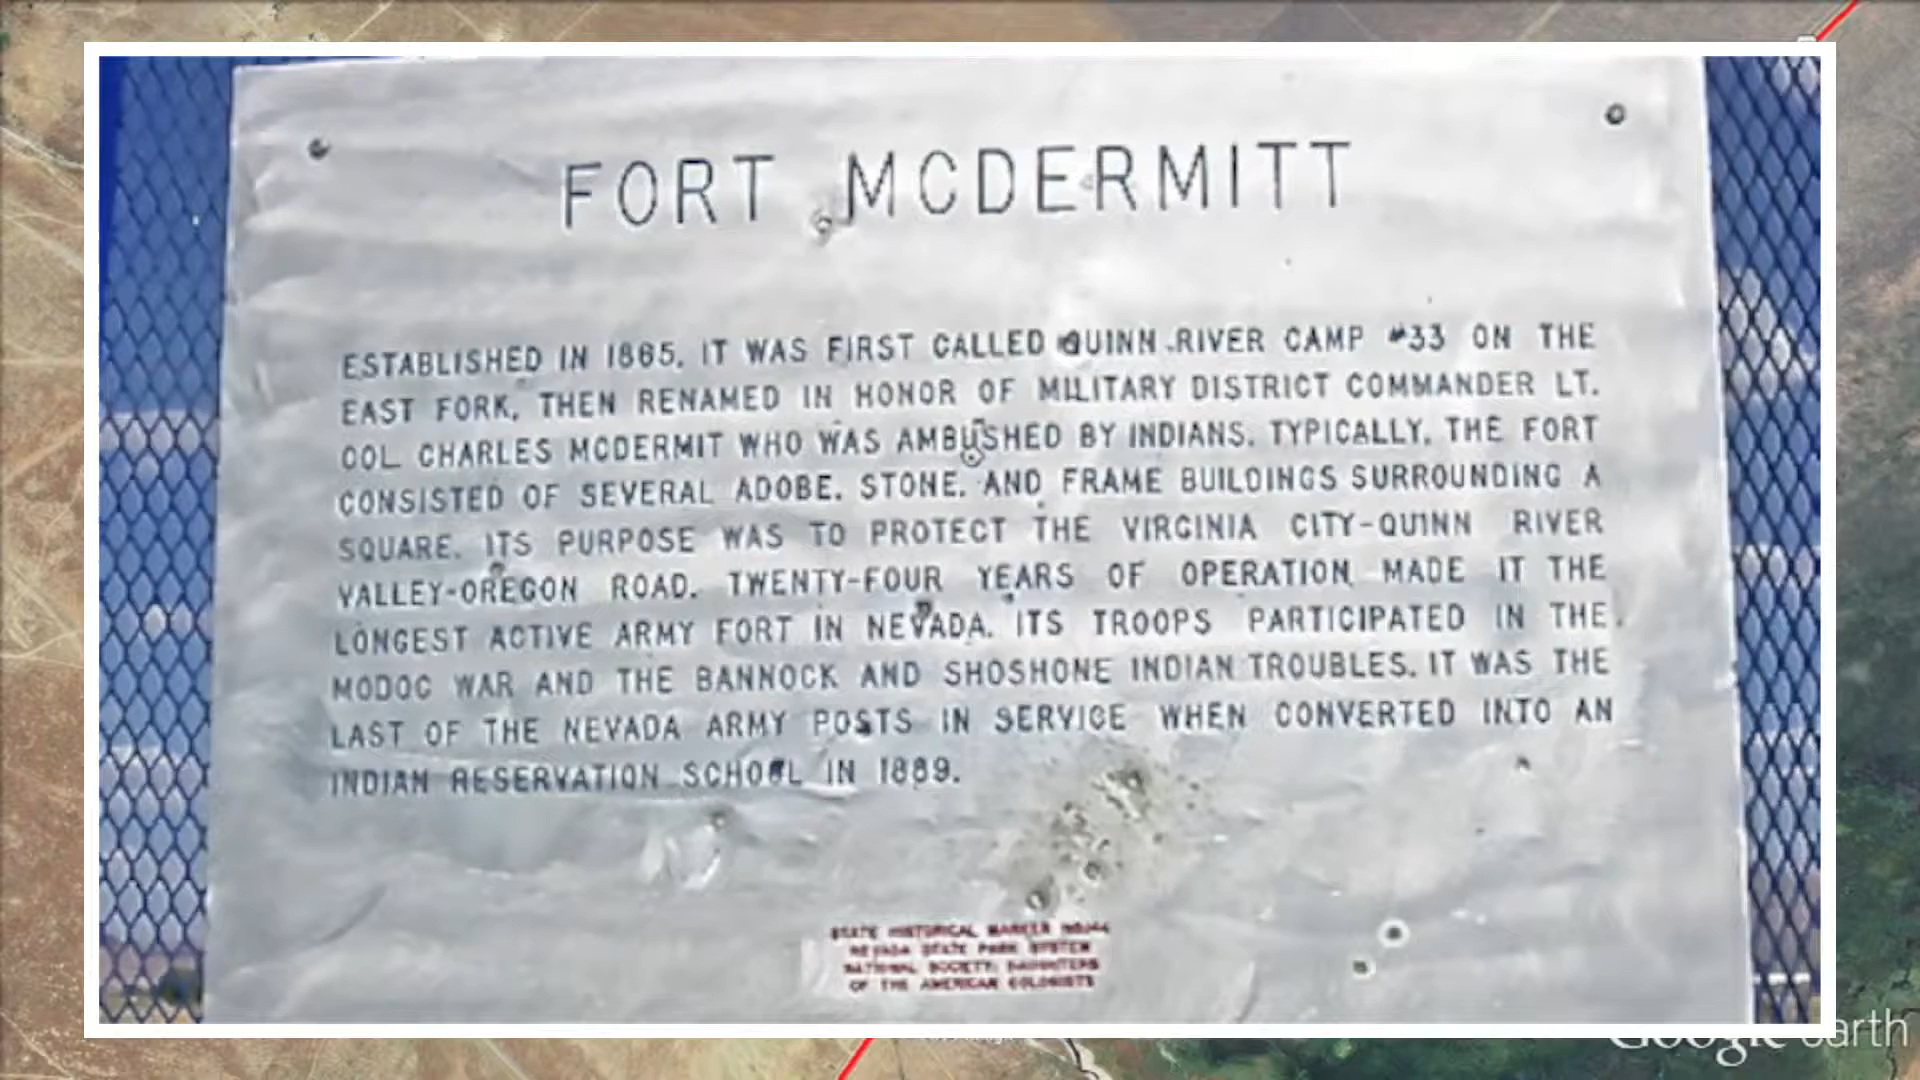 FORT MCDERMITT
ESTABLISHED IN 1865, IT WAS FIRST CALLED QUINN RIVER CAMP #33 ON THE
EAST FORK, THEN RENAMED IN HONOR OF MILITARY DISTRICT COMMANDER LT.
COL CHARLES MCDERMIT WHO WAS AMBUSHED BY INDIANS. TYPICALLY, THE FORT
CONSISTED OF SEVERAL ADOBE, STONE, AND FRAME BUILDINGS SURROUNDING A
SQUARE. ITS PURPOSE WAS TO PROTECT THE VIRGINIA CITY-QUINN RIVER
VALLEY-OREGON ROAD. TWENTY-FOUR YEARS OF OPERATION MADE IT THE
LONGEST ACTIVE ARMY FORT IN NEVADA. ITS TROOPS PARTICIPATED IN THE
MODOC WAR AND THE BANNOCK AND SHOSHONE INDIAN TROUBLES. IT WAS THE
LAST OF THE NEVADA ARMY POSTS IN SERVICE WHEN CONVERTED INTO AN
INDIAN RESERVATION SCHOOL IN 1889.
STATE HISTORICAL MARKER
NEVADA STATE PARK SYSTEM
NATIONAL SOCIETY DAUGHTERS
OF THE AMERICAN COLONISTS
Google earth